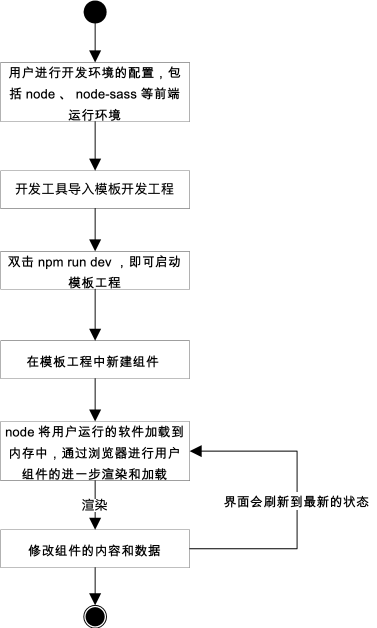 用户进行开发环境的配置，包
括 node 、 node-sass 等前端
运行环境
开发工具导入模板开发工程
双击 npm run dev ，即可启动
模板工程
在模板工程中新建组件
node 将用户运行的软件加载到
内存中，通过浏览器进行用户
组件的进一步渲染和加载
渲染
界面会刷新到最新的状态
修改组件的内容和数据